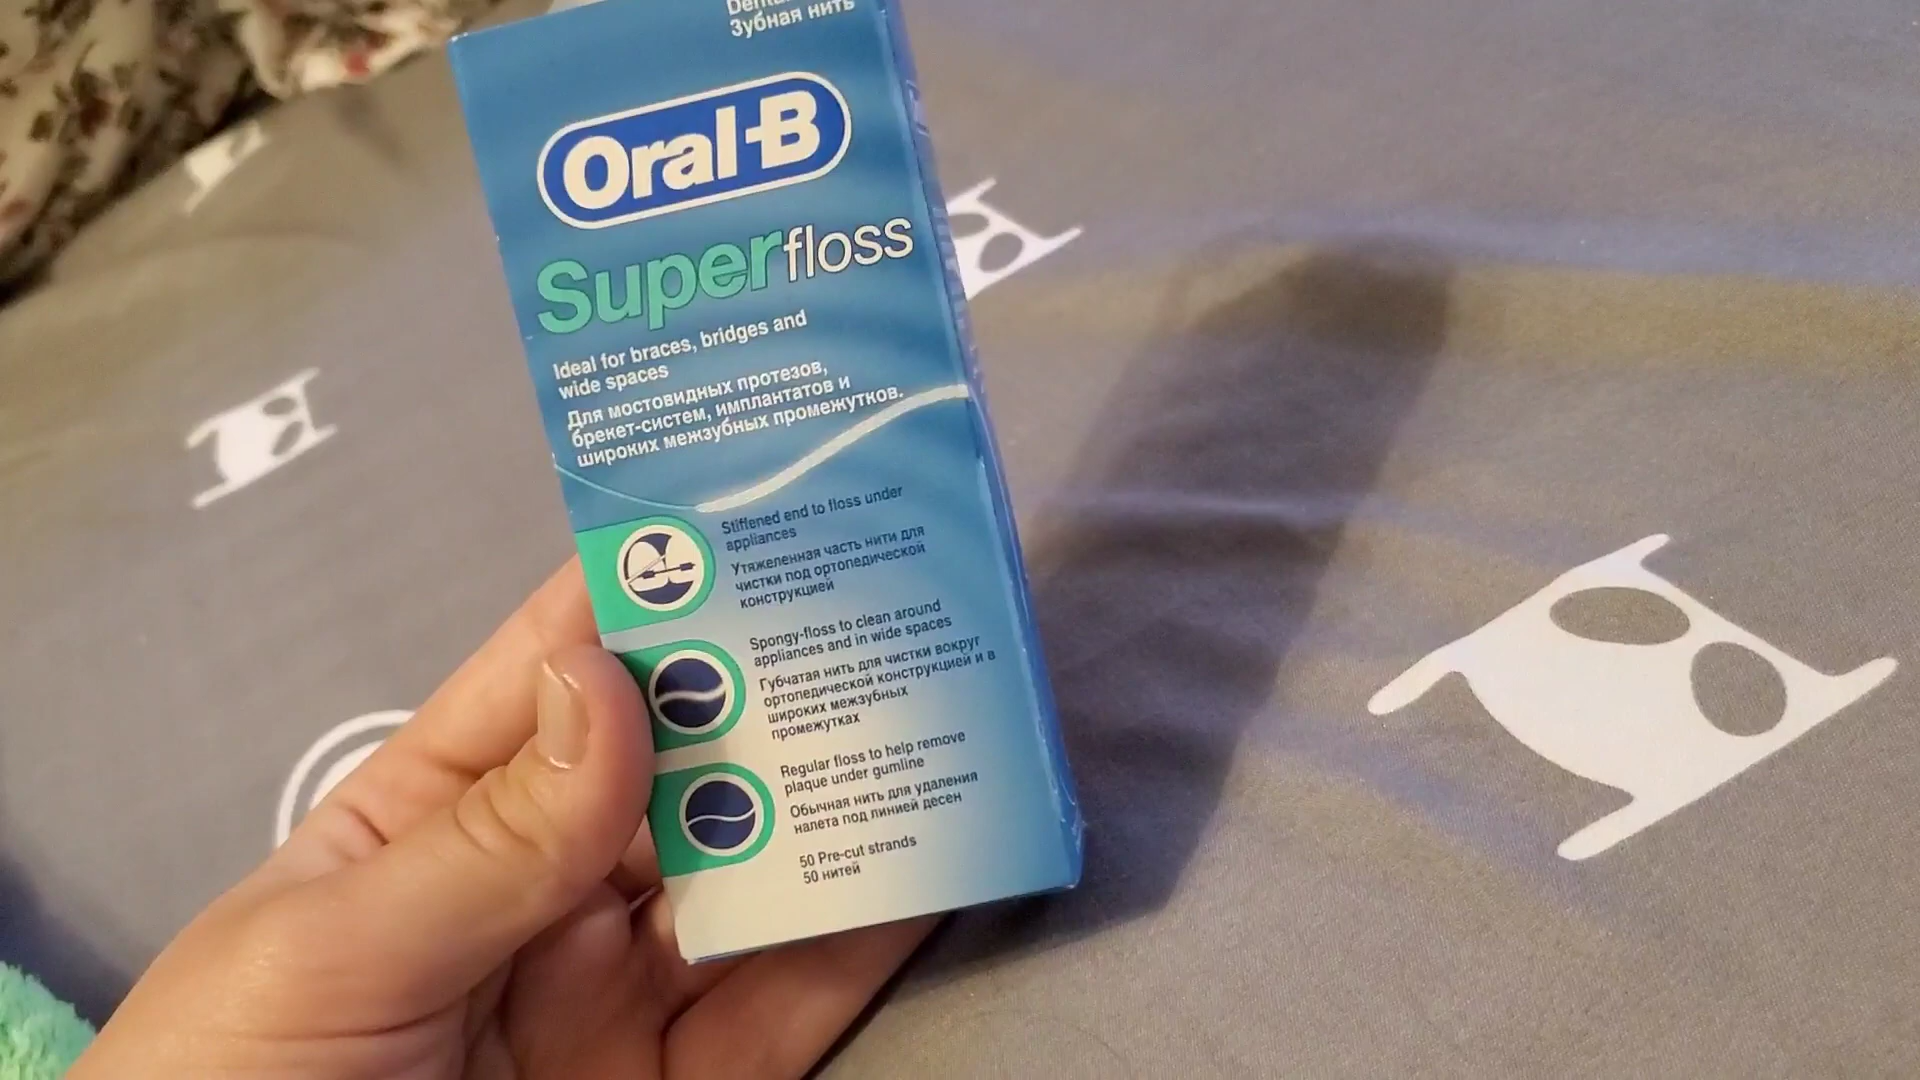 Зубная нить
Oral-B
Superfloss
Ideal for braces, bridges and
wide spaces
Для мостовидных протезов,
брекет-систем, имплантатов и
широких межзубных промежутков.
Stiffened end to floss under
appliances
Утяжеленная часть нити для
чистки под ортопедической
конструкцией
Spongy-floss to clean around
appliances and in wide spaces
Губчатая нить для чистки вокруг
ортопедической конструкцией и в
широких межзубных
промежутках
Regular floss to help remove
plaque under gumline
Обычная нить для удаления
налета под линией десен
50 Pre-cut strands
50 нитей